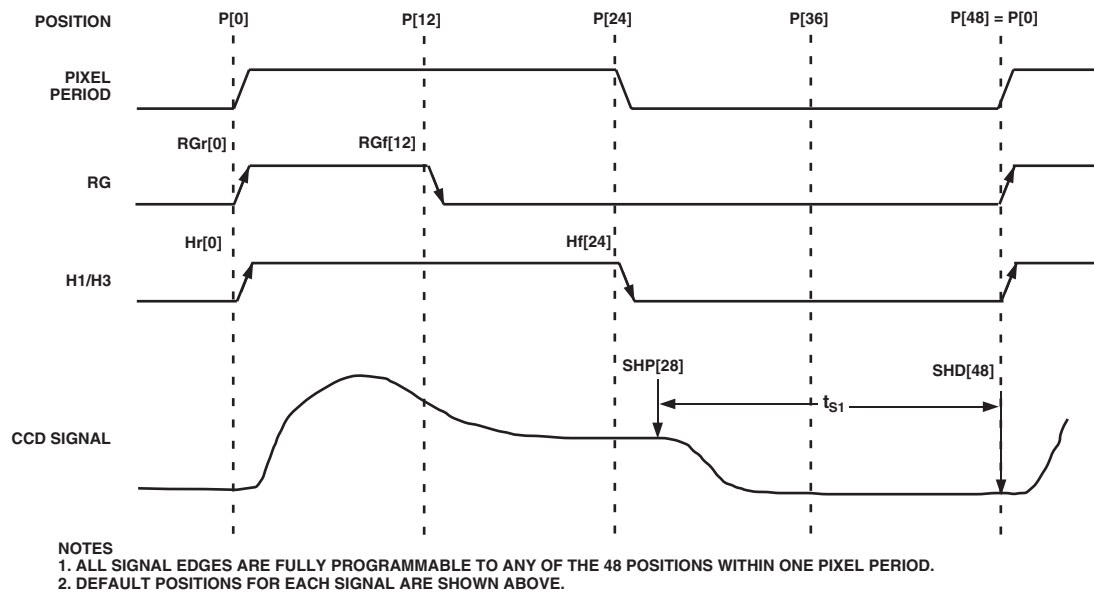 POSITION P[0] P[12] P[24] P[36] P[48] = P[0]
PIXEL
PERIOD
RGr[0] RGf[12]
RG
Hr[0] Hf[24]
H1/H3
SHP[28] SHD[48]
tS1
CCD SIGNAL
NOTES
1. ALL SIGNAL EDGES ARE FULLY PROGRAMMABLE TO ANY OF THE 48 POSITIONS WITHIN ONE PIXEL PERIOD.
2. DEFAULT POSITIONS FOR EACH SIGNAL ARE SHOWN ABOVE.